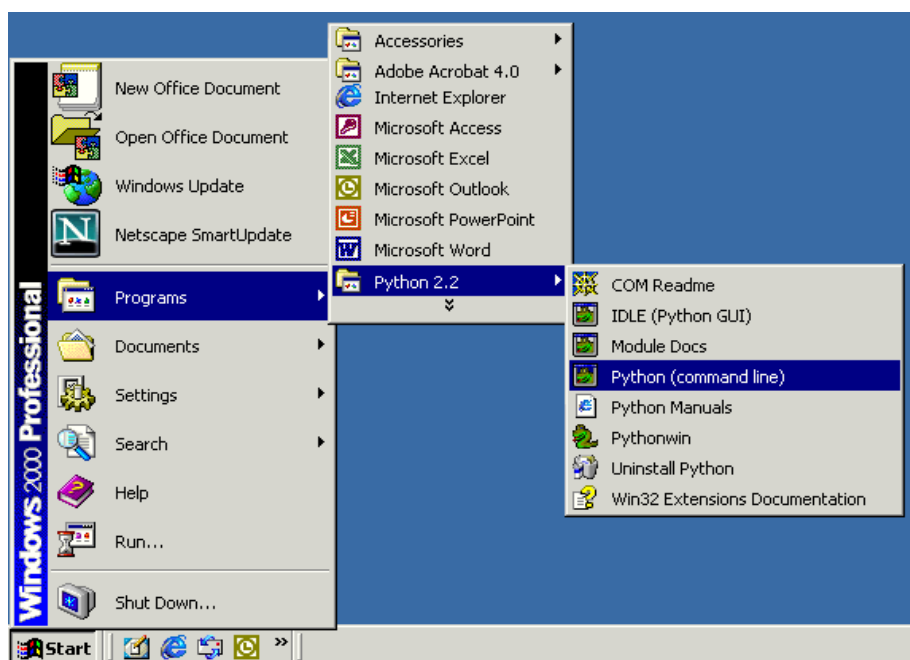 New Office Document
Open Office Document
Windows Update
Netscape SmartUpdate
Programs
Documents
Settings
Search
Help
Run...
Shut Down...
Windows 2000 Professional
Start
Accessories
Adobe Acrobat 4.0
Internet Explorer
Microsoft Access
Microsoft Excel
Microsoft Outlook
Microsoft PowerPoint
Microsoft Word
Python 2.2
COM Readme
IDLE (Python GUI)
Module Docs
Python (command line)
Python Manuals
Pythonwin
Uninstall Python
Win32 Extensions Documentation